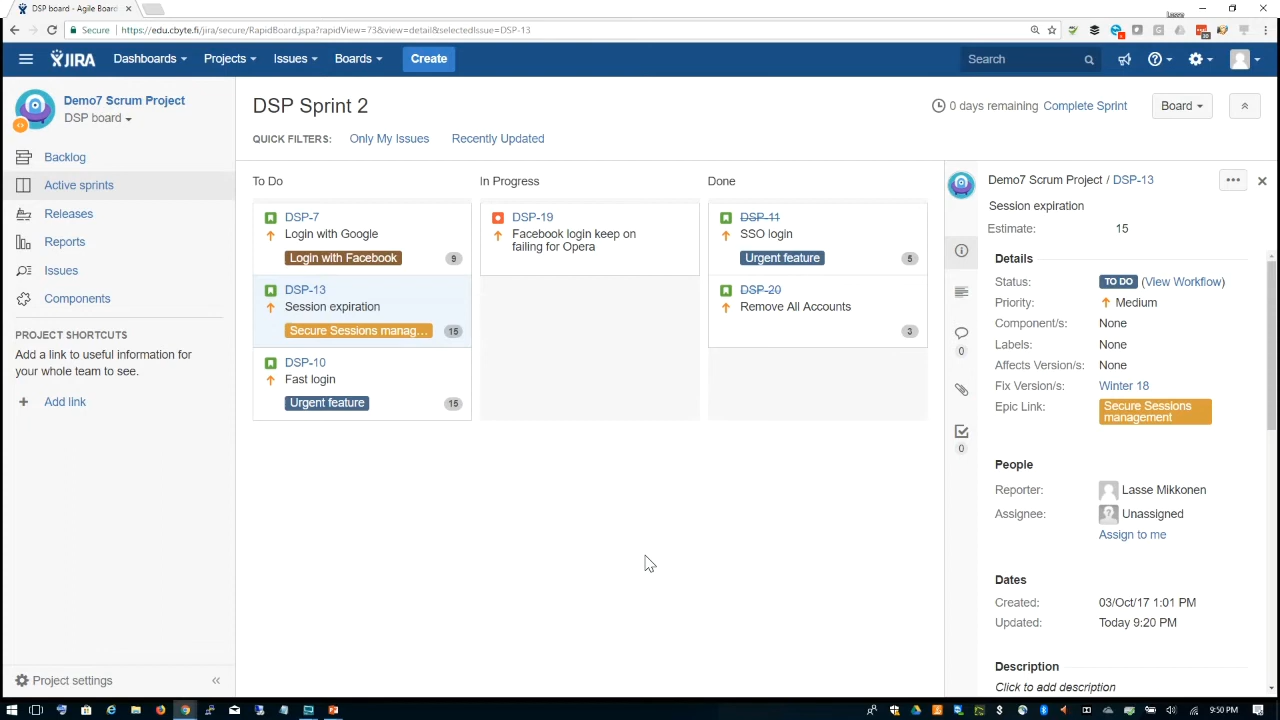 DSP board - Agile Board
Secure
https://edu.cbyte.fi/jira/secure/RapidBoard.jspa?rapidView=73&view=detail&selectedIssue=DSP-13
JIRA
Dashboards
Projects
Issues
Boards
Create
Search
Demo7 Scrum Project
DSP board
Backlog
Active sprints
Releases
Reports
Issues
Components
PROJECT SHORTCUTS
Add a link to useful information for
your whole team to see.
+ Add link
Project settings
DSP Sprint 2
0 days remaining Complete Sprint
Board
QUICK FILTERS: Only My Issues Recently Updated
To Do
DSP-7
Login with Google
Login with Facebook 9
DSP-13
Session expiration
Secure Sessions manag... 15
DSP-10
Fast login
Urgent feature 15
In Progress
DSP-19
Facebook login keep on
failing for Opera
Done
DSP-11
SSO login
Urgent feature 5
DSP-20
Remove All Accounts
3
Demo7 Scrum Project / DSP-13
Session expiration
Estimate: 15
0
0
Details
Status: TO DO (View Workflow)
Priority: Medium
Component/s: None
Labels: None
Affects Version/s: None
Fix Version/s: Winter 18
Epic Link: Secure Sessions
management
People
Reporter: Lasse Mikkonen
Assignee: Unassigned
Assign to me
Dates
Created: 03/Oct/17 1:01 PM
Updated: Today 9:20 PM
Description
Click to add description
9:50 PM